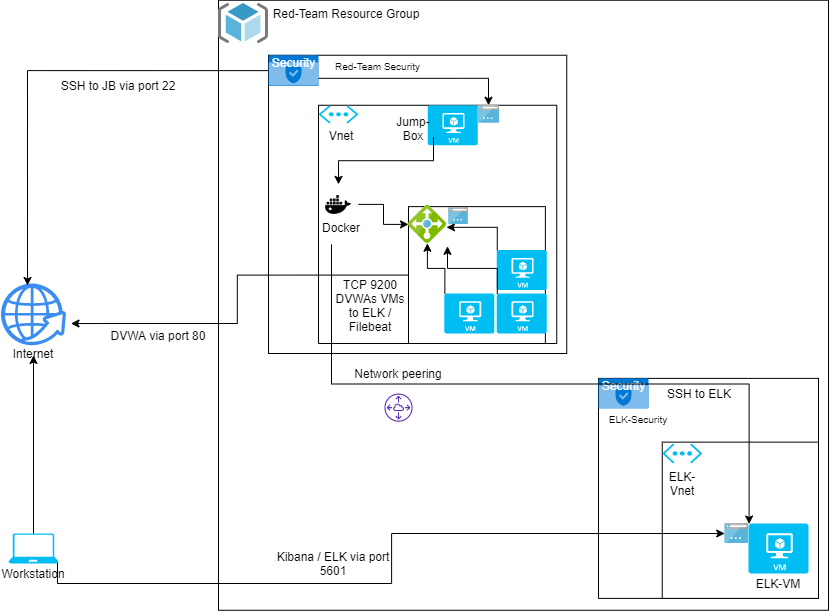 Red-Team Resource Group
Security
Red-Team Security
SSH to JB via port 22
Vnet
Jump-
Box
VM
Docker
VM
TCP 9200
DVWAs VMs
to ELK /
Filebeat
VM
VM
DVWA via port 80
Internet
Network peering
Security
SSH to ELK
ELK-Security
ELK-
Vnet
Kibana / ELK via port
5601
VM
ELK-VM
Workstation